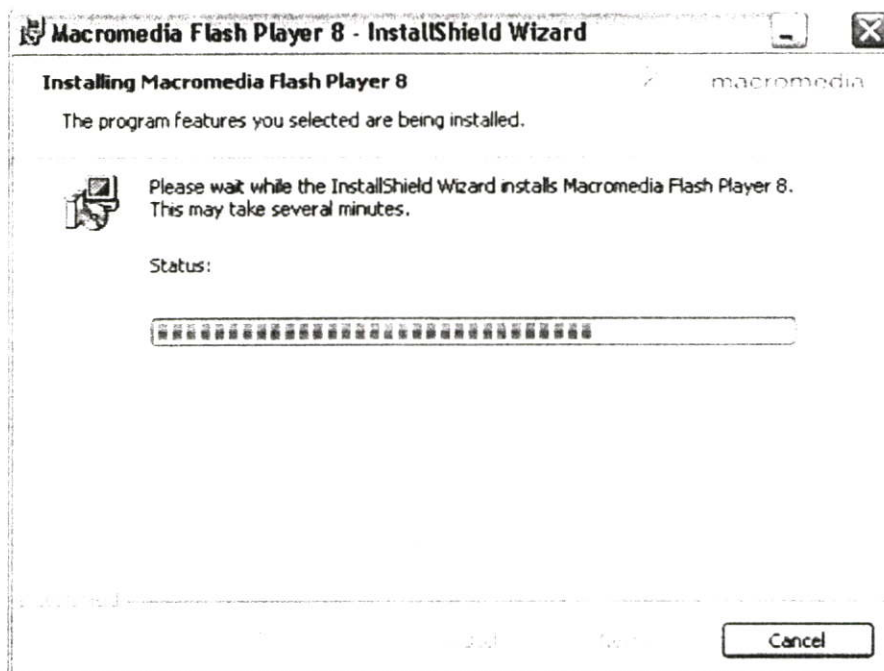 Macromedia Flash Player 8 - InstallShield Wizard
Installing Macromedia Flash Player 8
macromedia
The program features you selected are being installed.
Please wait while the InstallShield Wizard installs Macromedia Flash Player 8.
This may take several minutes.
Status:
Cancel